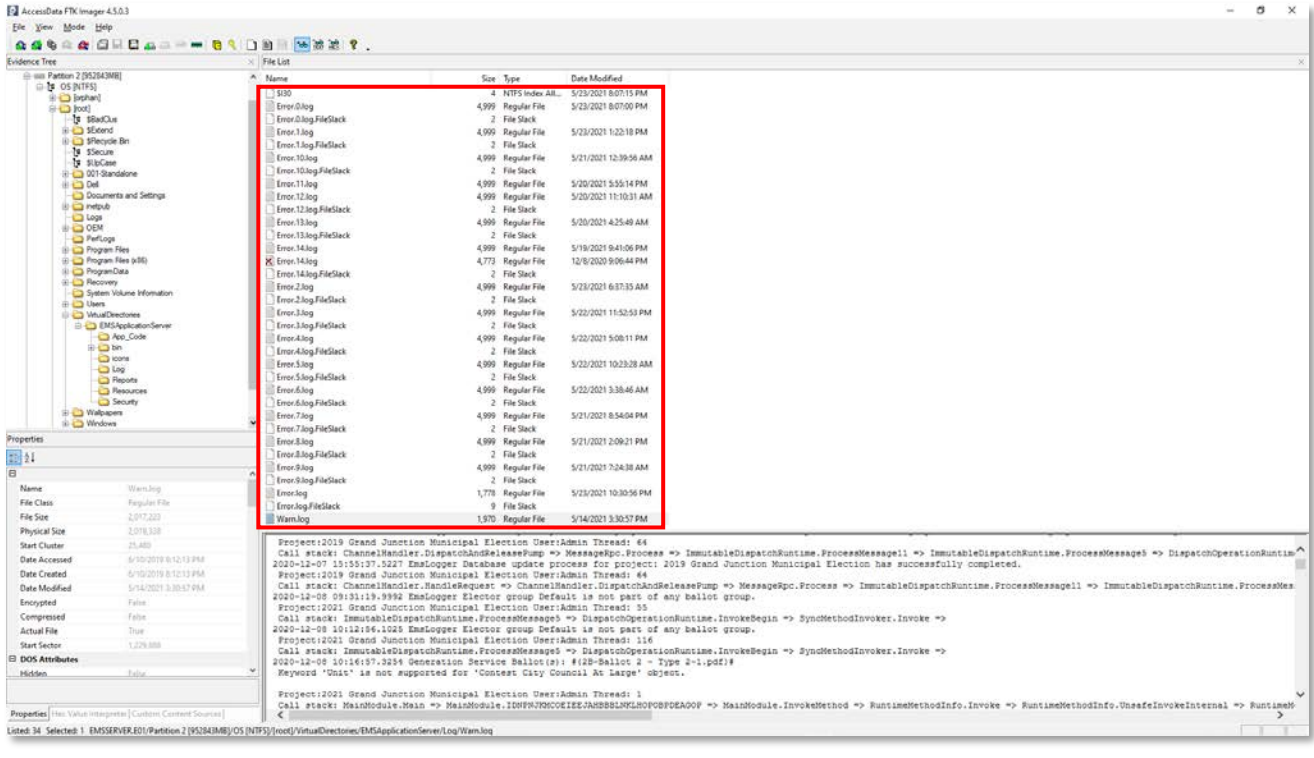 AccessData FTK Imager 4.5.0.3
File View Mode Help
Evidence Tree
Partition 2 [952843MB]
OS [NTFS]
[orphan]
[root]
$BadClus
$Extend
$Recycle.Bin
$Secure
$UpCase
001-Standalone
Dell
Documents and Settings
inetpub
Logs
OEM
PerfLogs
Program Files
Program Files (x86)
ProgramData
Recovery
System Volume Information
Users
VirtualDirectories
EMSApplicationServer
App_Code
bin
icons
Log
Reports
Resources
Security
Wallpapers
Windows
File List
Name Size Type Date Modified
$I30 4 NTFS Index All... 5/23/2021 8:07:15 PM
Error.0.log 4,999 Regular File 5/23/2021 8:07:00 PM
Error.0.log.FileSlack 2 File Slack
Error.1.log 4,999 Regular File 5/23/2021 1:22:18 PM
Error.1.log.FileSlack 2 File Slack
Error.10.log 4,999 Regular File 5/21/2021 12:39:56 AM
Error.10.log.FileSlack 2 File Slack
Error.11.log 4,999 Regular File 5/20/2021 5:55:14 PM
Error.12.log 4,999 Regular File 5/20/2021 11:10:31 AM
Error.12.log.FileSlack 2 File Slack
Error.13.log 4,999 Regular File 5/20/2021 4:25:49 AM
Error.13.log.FileSlack 2 File Slack
Error.14.log 4,999 Regular File 5/19/2021 9:41:06 PM
Error.14.log 4,773 Regular File 12/8/2020 9:06:44 PM
Error.14.log.FileSlack 2 File Slack
Error.2.log 4,999 Regular File 5/23/2021 6:37:35 AM
Error.2.log.FileSlack 2 File Slack
Error.3.log 4,999 Regular File 5/22/2021 11:52:53 PM
Error.3.log.FileSlack 2 File Slack
Error.4.log 4,999 Regular File 5/22/2021 5:08:11 PM
Error.4.log.FileSlack 2 File Slack
Error.5.log 4,999 Regular File 5/22/2021 10:23:28 AM
Error.5.log.FileSlack 2 File Slack
Error.6.log 4,999 Regular File 5/22/2021 3:38:46 AM
Error.6.log.FileSlack 2 File Slack
Error.7.log 4,999 Regular File 5/21/2021 8:54:04 PM
Error.7.log.FileSlack 2 File Slack
Error.8.log 4,999 Regular File 5/21/2021 2:09:21 PM
Error.8.log.FileSlack 2 File Slack
Error.9.log 4,999 Regular File 5/21/2021 7:24:38 AM
Error.9.log.FileSlack 2 File Slack
Error.log 1,778 Regular File 5/23/2021 10:30:56 PM
Error.log.FileSlack 9 File Slack
Warn.log 1,970 Regular File 5/14/2021 3:30:57 PM
Properties
Name Warn.log
File Class Regular File
File Size 2,017,223
Physical Size 2,018,328
Start Cluster
Date Accessed 6/10/2019 8:12:13 PM
Date Created 6/10/2019 8:12:13 PM
Date Modified 5/14/2021 3:30:57 PM
Encrypted False
Compressed False
Actual File True
Start Sector
DOS Attributes
Hidden False
Properties Hex Value Interpreter Custom Content Sources
Project:2019 Grand Junction Municipal Election User:Admin Thread: 64
Call stack: ChannelHandler.DispatchAndReleasePump => MessageRpc.Process => ImmutableDispatchRuntime.ProcessMessage11 => ImmutableDispatchRuntime.ProcessMessage5 => DispatchOperationRuntim
2020-12-07 15:55:37.5227 EmsLogger Database update process for project: 2019 Grand Junction Municipal Election has successfully completed.
Project:2019 Grand Junction Municipal Election User:Admin Thread: 64
Call stack: ChannelHandler.HandleRequest => ChannelHandler.DispatchAndReleasePump => MessageRpc.Process => ImmutableDispatchRuntime.ProcessMessage11 => ImmutableDispatchRuntime.ProcessMes
2020-12-08 09:31:19.9992 EmsLogger Elector group Default is not part of any ballot group.
Project:2021 Grand Junction Municipal Election User:Admin Thread: 55
Call stack: ImmutableDispatchRuntime.ProcessMessage5 => DispatchOperationRuntime.InvokeBegin => SyncMethodInvoker.Invoke =>
2020-12-08 10:12:56.1025 EmsLogger Elector group Default is not part of any ballot group.
Project:2021 Grand Junction Municipal Election User:Admin Thread: 116
Call stack: ImmutableDispatchRuntime.ProcessMessage5 => DispatchOperationRuntime.InvokeBegin => SyncMethodInvoker.Invoke =>
2020-12-08 10:16:57.3254 Generation Service Ballot(s): #(2B-Ballot 2 - Type 2-1.pdf)#
Keyword 'Unit' is not supported for 'Contest City Council At Large' object.
Project:2021 Grand Junction Municipal Election User:Admin Thread: 1
Call stack: MainModule.Main => => MainModule.InvokeMethod => RuntimeMethodInfo.Invoke => RuntimeMethodInfo.UnsafeInvokeInternal => RuntimeM
Listed: 34 Selected: 1 EMSSERVER.E01/Partition 2 [952843MB]/OS [NTFS]/[root]/VirtualDirectories/EMSApplicationServer/Log/Warn.log